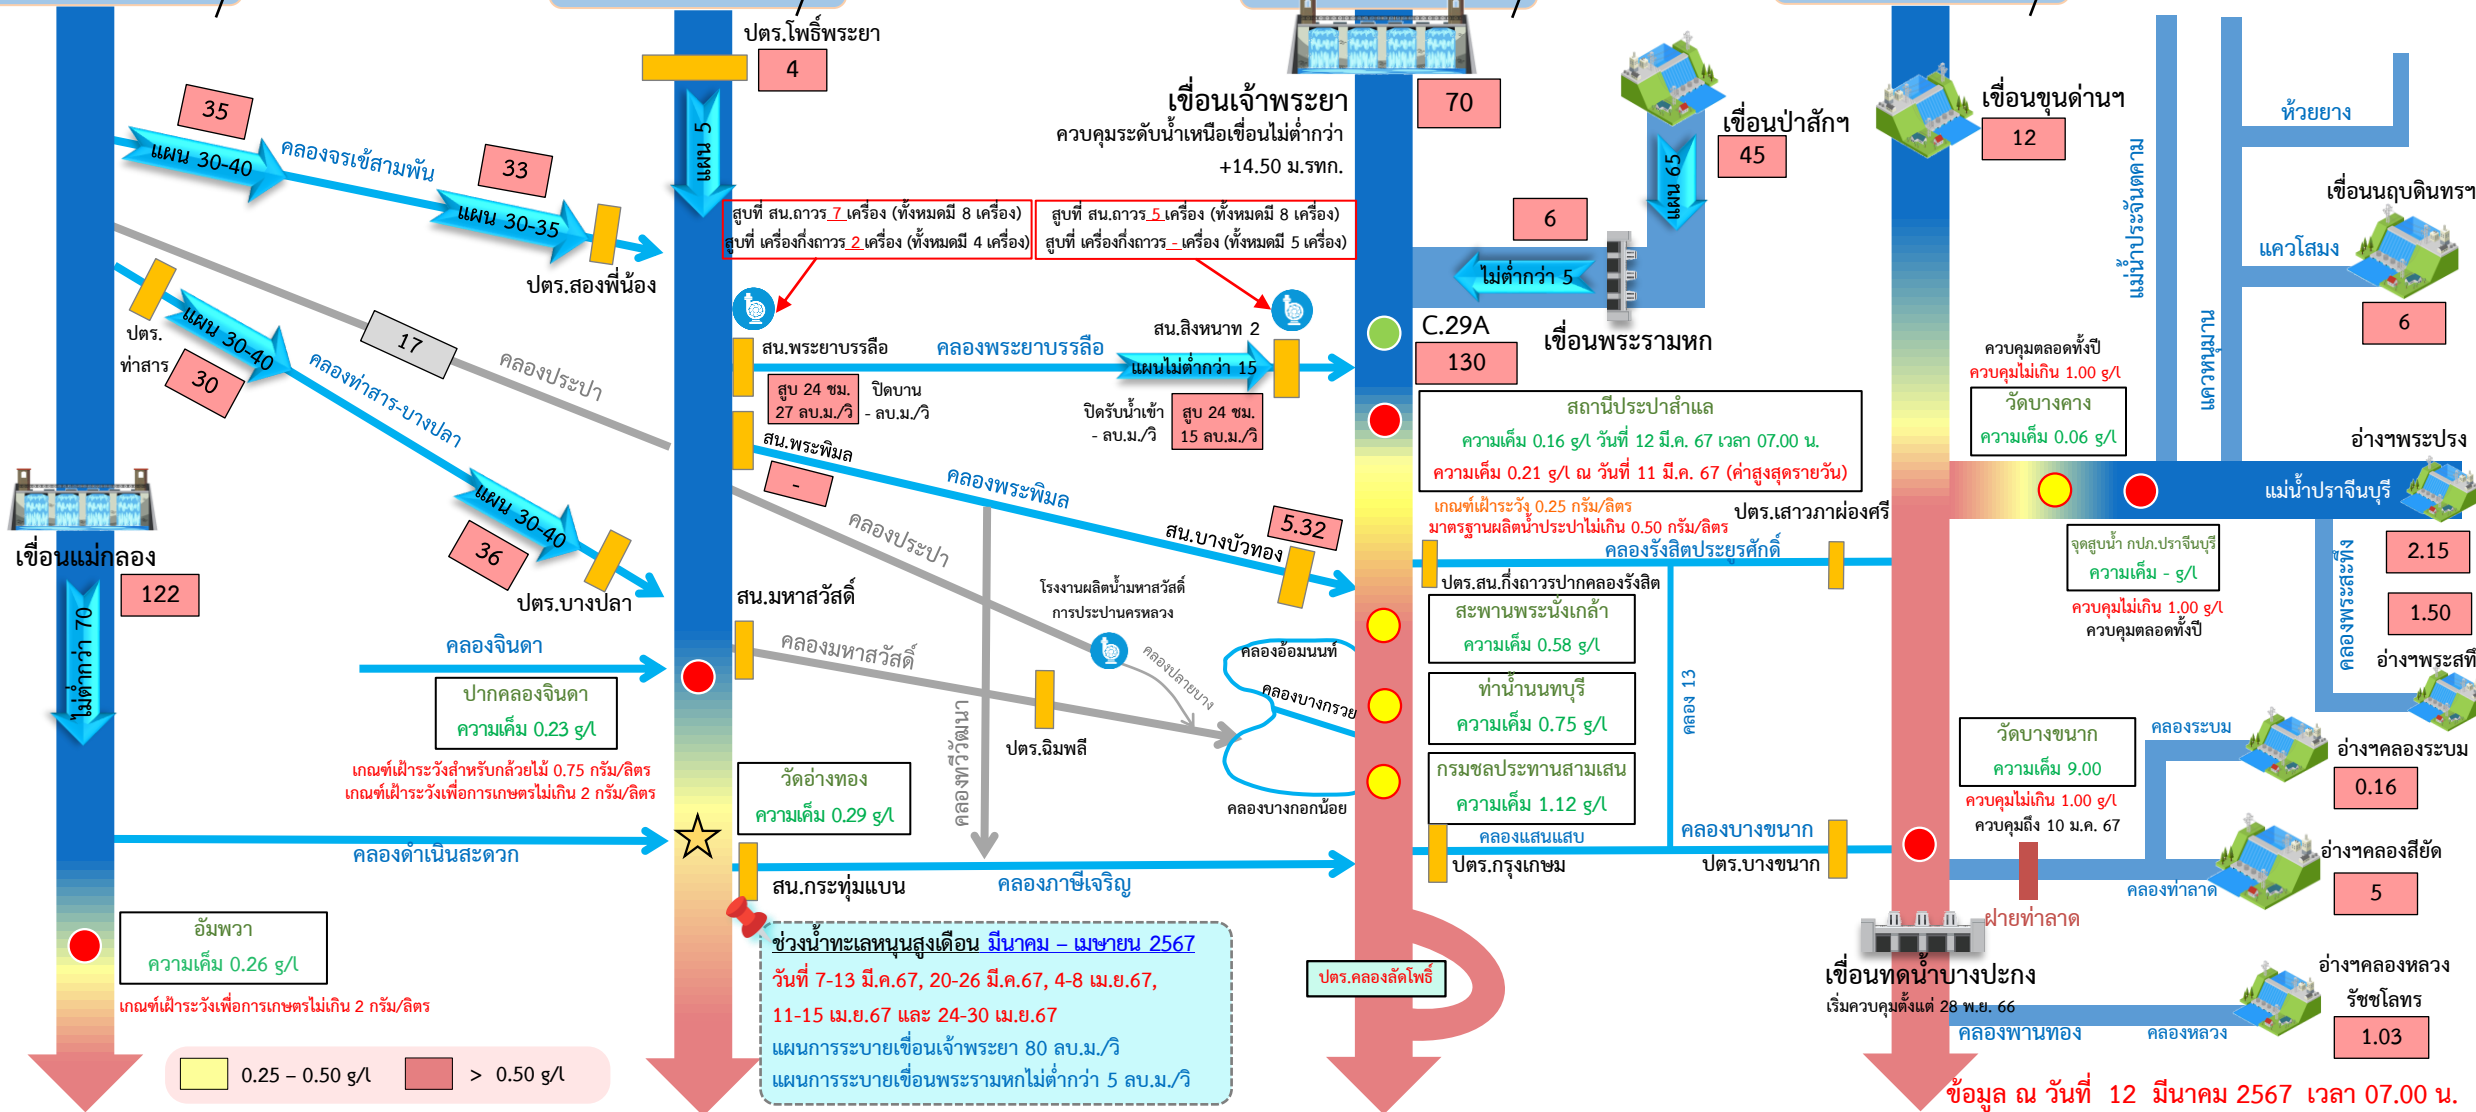 ปตร.โพธิ์พระยา
4
แผน 5
35
แผน 30-40
คลองจรเข้สามพัน
33
แผน 30-35
ปตร.สองพี่น้อง
ปตร.
ท่าสาร
30
แผน 30-40
17
คลองประปา
คลองท่าสาร-บางปลา
แผน 30-40
36
ปตร.บางปลา
เขื่อนแม่กลอง
122
ไม่ต่ำกว่า 70
คลองจินดา
ปากคลองจินดา
ความเค็ม 0.23 g/l
เกณฑ์เฝ้าระวังสำหรับกล้วยไม้ 0.75 กรัม/ลิตร
เกณฑ์เฝ้าระวังเพื่อการเกษตรไม่เกิน 2 กรัม/ลิตร
คลองดำเนินสะดวก
อัมพวา
ความเค็ม 0.26 g/l
เกณฑ์เฝ้าระวังเพื่อการเกษตรไม่เกิน 2 กรัม/ลิตร
0.25 – 0.50 g/l
> 0.50 g/l
เขื่อนเจ้าพระยา
70
ควบคุมระดับน้ำเหนือเขื่อนไม่ต่ำกว่า
+14.50 ม.รทก.
สูบที่ สน.ถาวร 7 เครื่อง (ทั้งหมดมี 8 เครื่อง)
สูบที่ เครื่องกึ่งถาวร 2 เครื่อง (ทั้งหมดมี 4 เครื่อง)
สูบที่ สน.ถาวร 5 เครื่อง (ทั้งหมดมี 8 เครื่อง)
สูบที่ เครื่องกึ่งถาวร - เครื่อง (ทั้งหมดมี 5 เครื่อง)
สน.พระยาบรรลือ
คลองพระยาบรรลือ
สน.สิงหนาท 2
แผนไม่ต่ำกว่า 15
สูบ 24 ชม.
27 ลบ.ม./วิ
ปิดบาน
- ลบ.ม./วิ
ปิดรับน้ำเข้า
- ลบ.ม./วิ
สูบ 24 ชม.
15 ลบ.ม./วิ
สน.พระพิมล
-
คลองพระพิมล
คลองประปา
สน.บางบัวทอง
5.32
โรงงานผลิตน้ำมหาสวัสดิ์
การประปานครหลวง
สน.มหาสวัสดิ์
คลองมหาสวัสดิ์
คลองปลายบาง
คลองอ้อมนนท์
คลองบางกรวย
คลองบางกอกน้อย
ปตร.ฉิมพลี
คลองทวีวัฒนา
วัดอ่างทอง
ความเค็ม 0.29 g/l
สน.กระทุ่มแบน
คลองภาษีเจริญ
ช่วงน้ำทะเลหนุนสูงเดือน มีนาคม – เมษายน 2567
วันที่ 7-13 มี.ค.67, 20-26 มี.ค.67, 4-8 เม.ย.67,
11-15 เม.ย.67 และ 24-30 เม.ย.67
แผนการระบายเขื่อนเจ้าพระยา 80 ลบ.ม./วิ
แผนการระบายเขื่อนพระรามหกไม่ต่ำกว่า 5 ลบ.ม./วิ
เขื่อนป่าสักฯ
45
แผน 65
6
ไม่ต่ำกว่า 5
เขื่อนพระรามหก
C.29A
130
สถานีประปาสำแล
ความเค็ม 0.16 g/l วันที่ 12 มี.ค. 67 เวลา 07.00 น.
ความเค็ม 0.21 g/l ณ วันที่ 11 มี.ค. 67 (ค่าสูงสุดรายวัน)
เกณฑ์เฝ้าระวัง 0.25 กรัม/ลิตร
มาตรฐานผลิตน้ำประปาไม่เกิน 0.50 กรัม/ลิตร
ปตร.เสาวภาผ่องศรี
คลองรังสิตประยูรศักดิ์
ปตร.สน.กึ่งถาวรปากคลองรังสิต
สะพานพระนั่งเกล้า
ความเค็ม 0.58 g/l
ท่าน้ำนนทบุรี
ความเค็ม 0.75 g/l
กรมชลประทานสามเสน
ความเค็ม 1.12 g/l
คลอง 13
คลองแสนแสบ
คลองบางขนาก
ปตร.กรุงเกษม
ปตร.บางขนาก
ปตร.คลองลัดโพธิ์
เขื่อนขุนด่านฯ
12
แม่น้ำประจันตคาม
แควหนุมาน
ห้วยยาง
เขื่อนนฤบดินทรฯ
แควโสมง
6
ควบคุมตลอดทั้งปี
ควบคุมไม่เกิน 1.00 g/l
วัดบางคาง
ความเค็ม 0.06 g/l
อ่างฯพระปรง
แม่น้ำปราจีนบุรี
2.15
จุดสูบน้ำ กปภ.ปราจีนบุรี
ความเค็ม - g/l
ควบคุมไม่เกิน 1.00 g/l
ควบคุมตลอดทั้งปี
คลองพระสะทึง
1.50
อ่างฯพระสทึ
วัดบางขนาก
ความเค็ม 9.00
ควบคุมไม่เกิน 1.00 g/l
ควบคุมถึง 10 ม.ค. 67
คลองระบม
อ่างฯคลองระบม
0.16
อ่างฯคลองสียัด
5
คลองท่าลาด
ฝายท่าลาด
เขื่อนทดน้ำบางปะกง
เริ่มควบคุมตั้งแต่ 28 พ.ย. 66
คลองพานทอง
คลองหลวง
อ่างฯคลองหลวง
รัชชโลทร
1.03
ข้อมูล ณ วันที่ 12 มีนาคม 2567 เวลา 07.00 น.